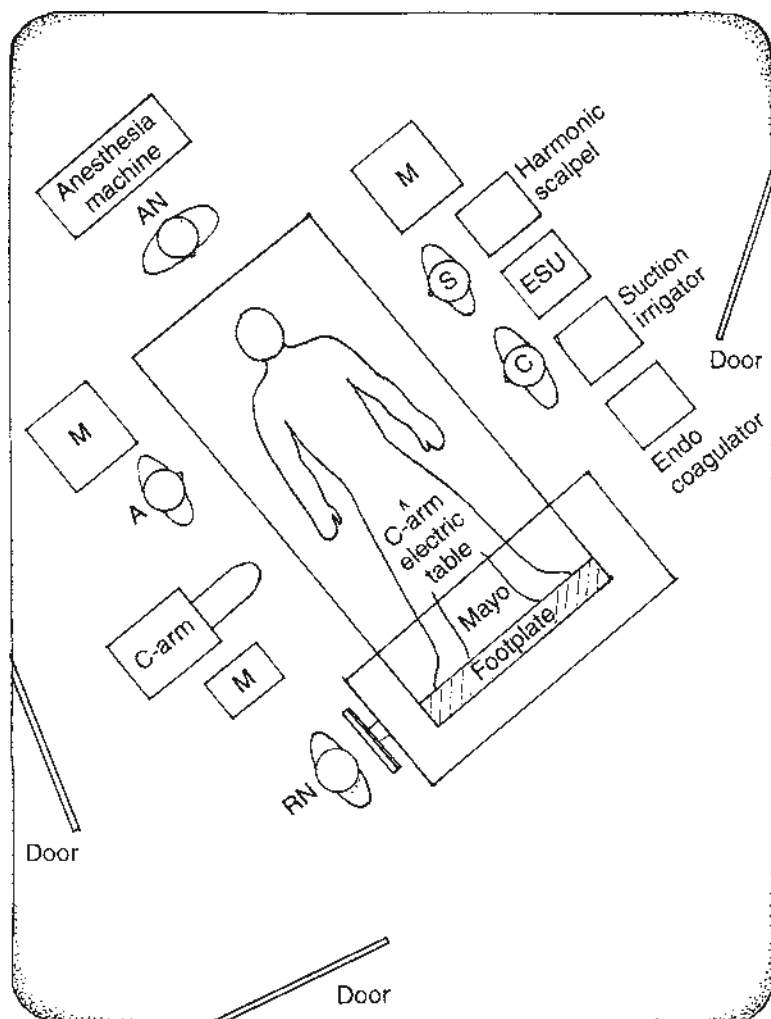 Anesthesia
machine
AN
M
Harmonic
scalpel
S
ESU
Suction
irrigator
C
Door
Endo
coagulator
M
A
C-arm
electric
table
Mayo
Footplate
C-arm
M
RN
Door
Door